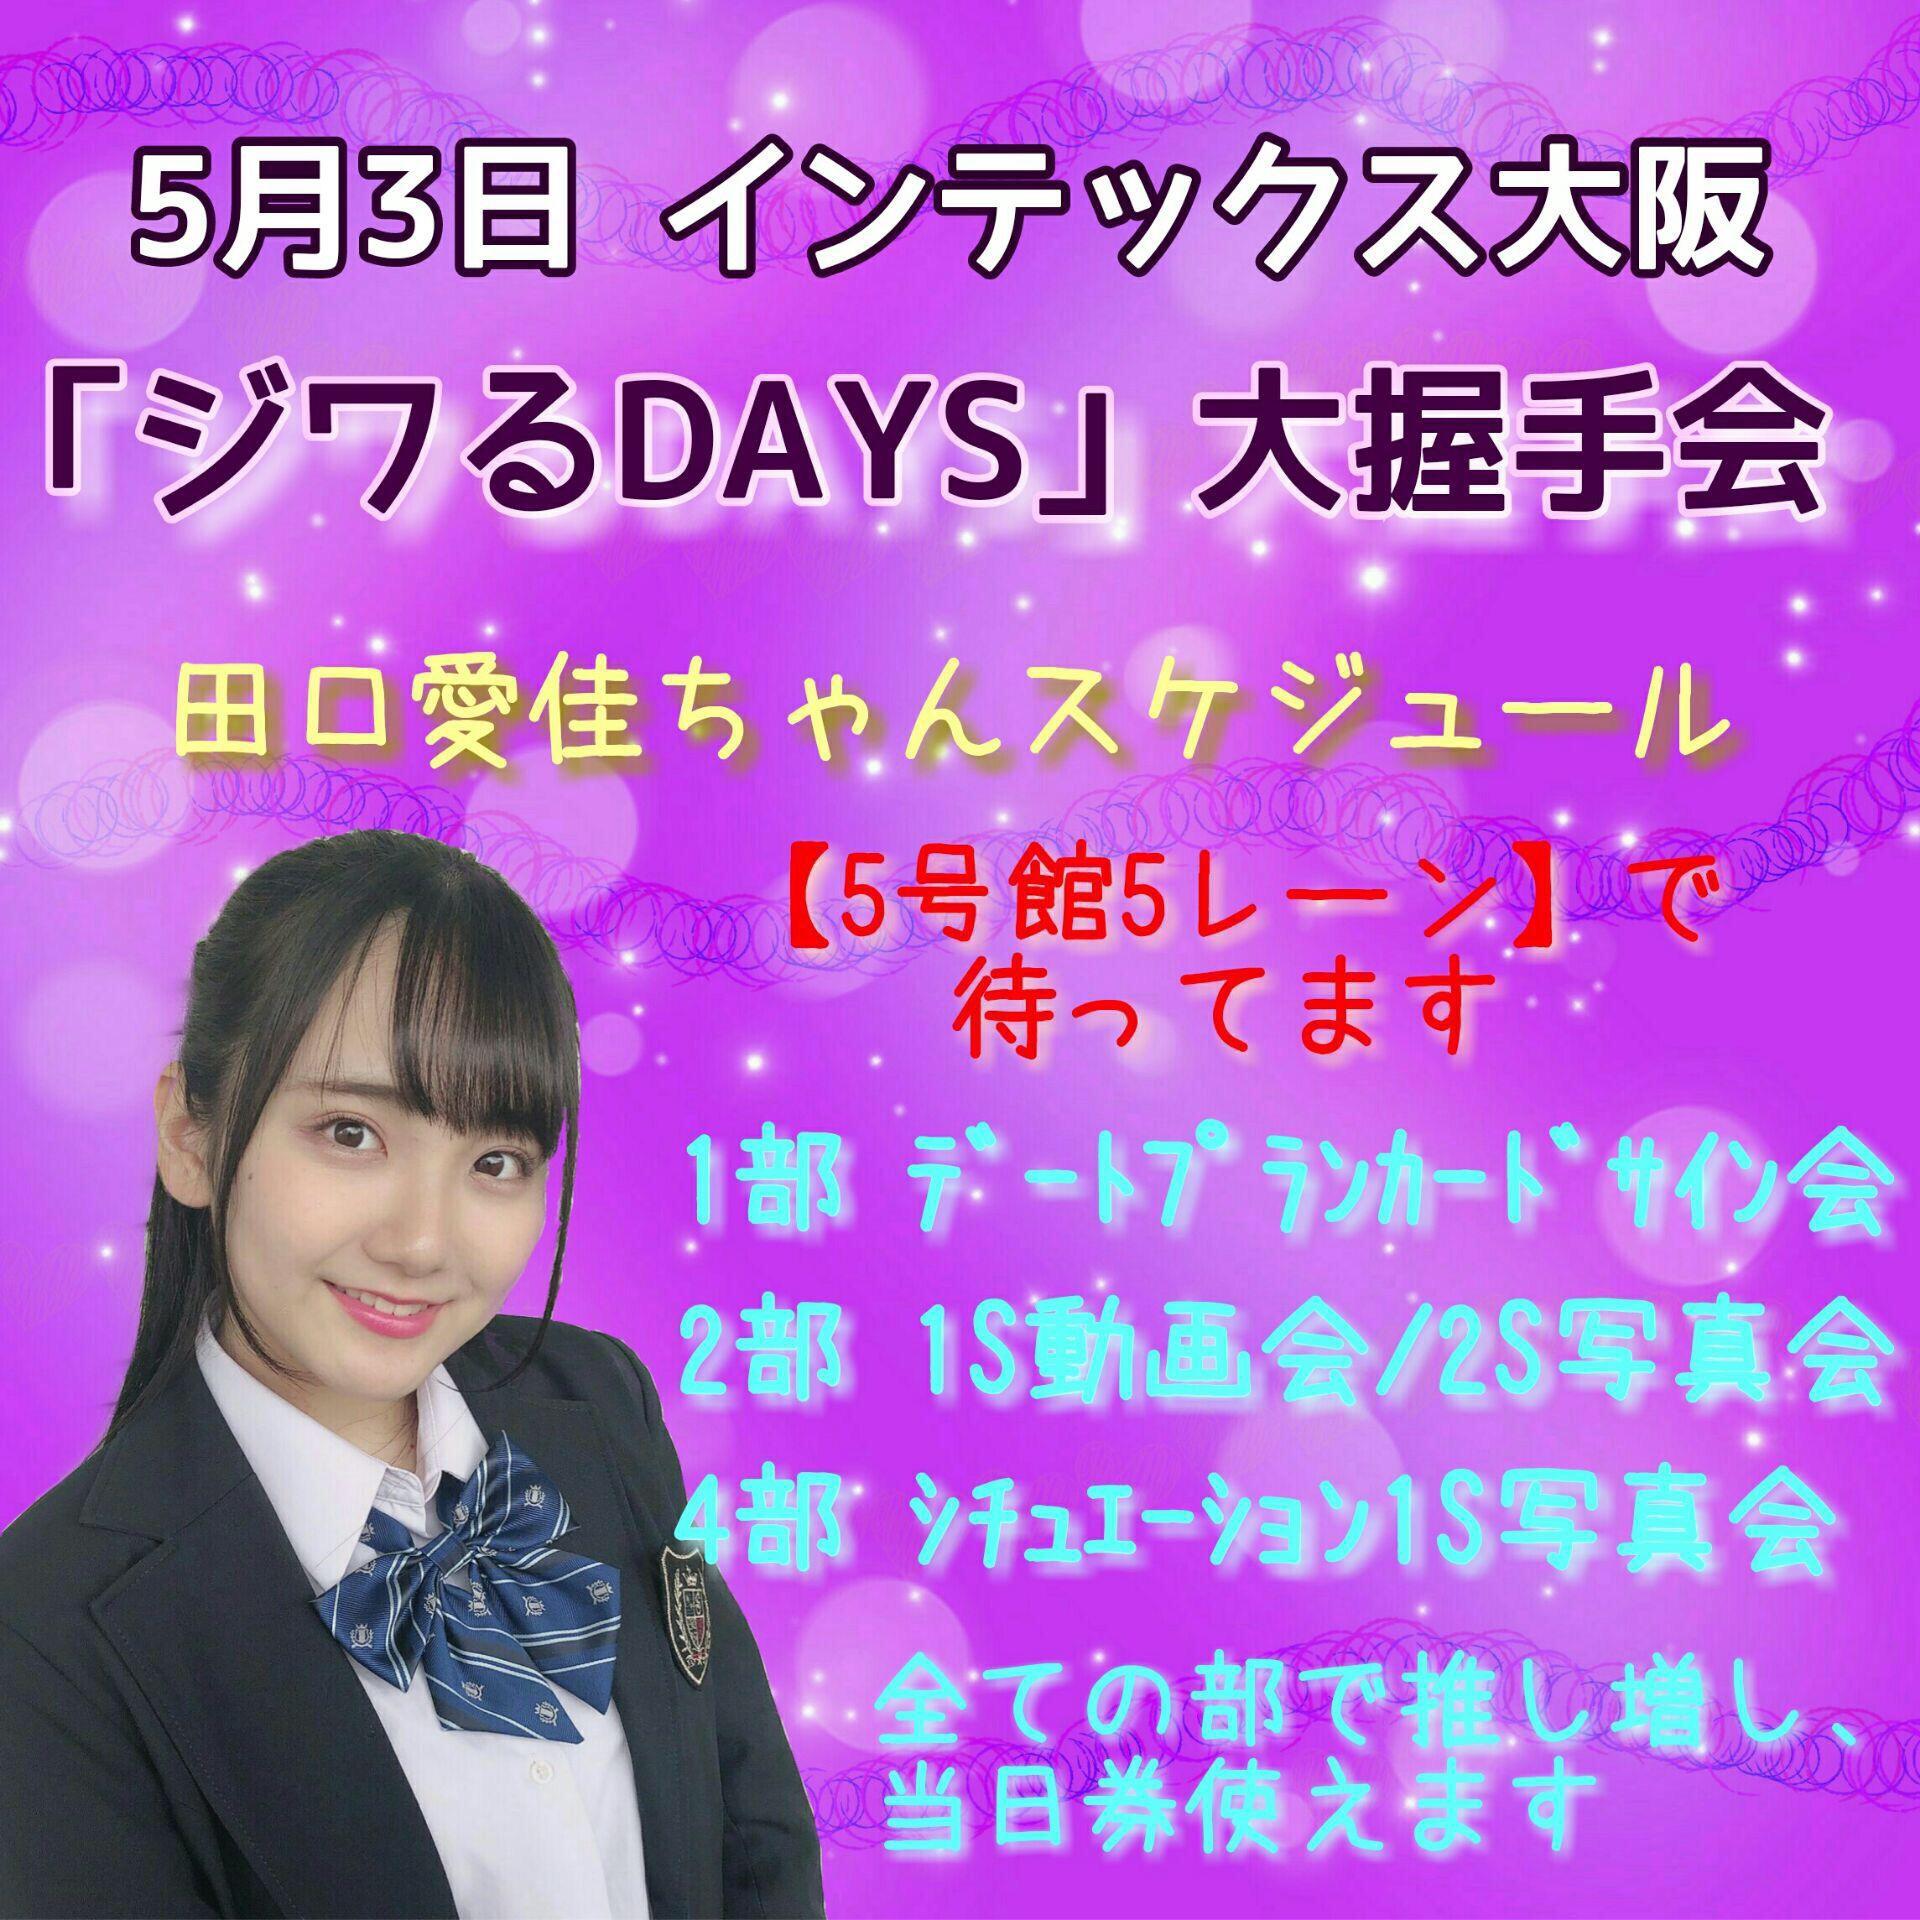 5月3日 インテックス大阪
「ジワるDAYS」大握手会
田口愛佳ちゃんスケジュール
【5号館5レーン】で
待ってます
1部 ﾃﾞｰﾄﾌﾟﾗﾝｶｰﾄﾞｻｲﾝ会
2部 1S動画会/2S写真会
4部 ｼﾁｭｴｰｼｮﾝ1S写真会
全ての部で推し増し、
当日券使えます